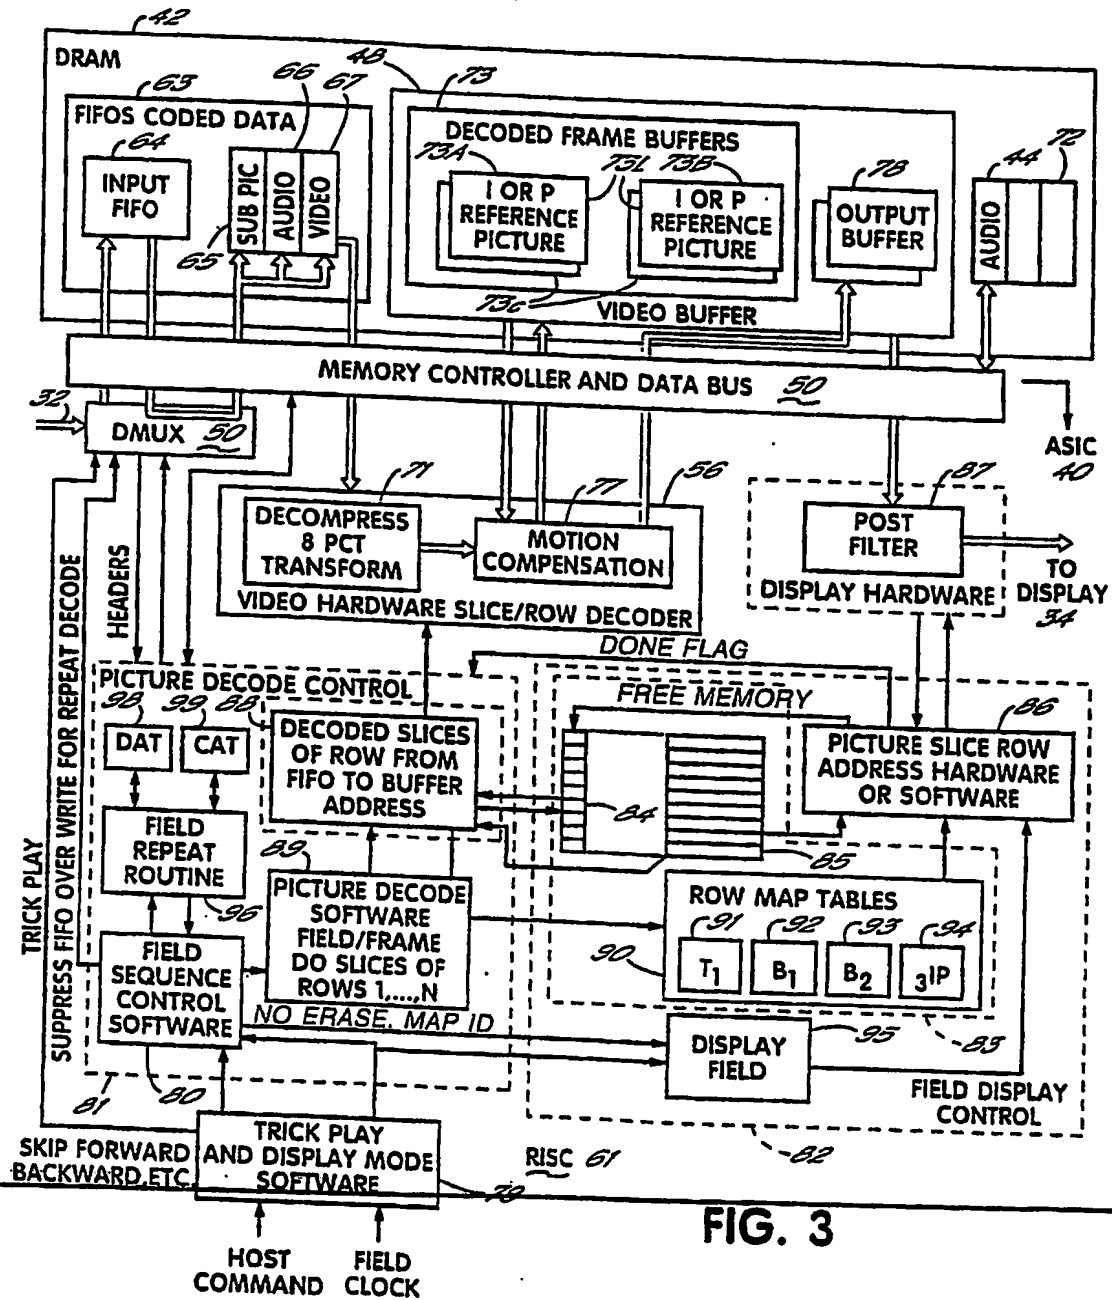 42
DRAM
48
63
66
67
73
FIFOS CODED DATA
DECODED FRAME BUFFERS
64
73A
73L
73B
78
44
72
INPUT
FIFO
SUB PIC
AUDIO
VIDEO
65
I OR P
REFERENCE
PICTURE
I OR P
REFERENCE
PICTURE
OUTPUT
BUFFER
AUDIO
73C
VIDEO BUFFER
MEMORY CONTROLLER AND DATA BUS 50
32
DMUX 50
ASIC
40
71
77
56
87
DECOMPRESS
8 PCT
TRANSFORM
MOTION
COMPENSATION
POST
FILTER
VIDEO HARDWARE SLICE/ROW DECODER
DISPLAY HARDWARE
TO
DISPLAY
34
TRICK PLAY
SUPPRESS FIFO OVER WRITE FOR REPEAT DECODE
HEADERS
DONE FLAG
PICTURE DECODE CONTROL
FREE MEMORY
98
99
88
86
DAT
CAT
DECODED SLICES
OF ROW FROM
FIFO TO BUFFER
ADDRESS
PICTURE SLICE ROW
ADDRESS HARDWARE
OR SOFTWARE
84
85
FIELD
REPEAT
ROUTINE
96
89
PICTURE DECODE
SOFTWARE
FIELD/FRAME
DO SLICES OF
ROWS 1,....,N
ROW MAP TABLES
91
92
93
94
90
T1
B1
B2
3IP
FIELD
SEQUENCE
CONTROL
SOFTWARE
NO ERASE. MAP ID
95
83
DISPLAY
FIELD
FIELD DISPLAY
CONTROL
81
80
82
TRICK PLAY
AND DISPLAY MODE
SOFTWARE
79
SKIP FORWARD
BACKWARD, ETC.
RISC 61
FIG. 3
HOST
COMMAND
FIELD
CLOCK